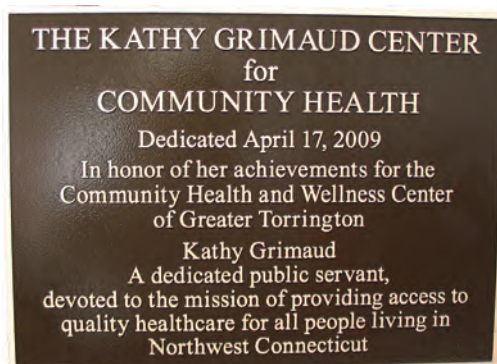 THE KATHY GRIMAUD CENTER
for
COMMUNITY HEALTH
Dedicated April 17, 2009
In honor of her achievements for the
Community Health and Wellness Center
of Greater Torrington
Kathy Grimaud
A dedicated public servant,
devoted to the mission of providing access to
quality healthcare for all people living in
Northwest Connecticut